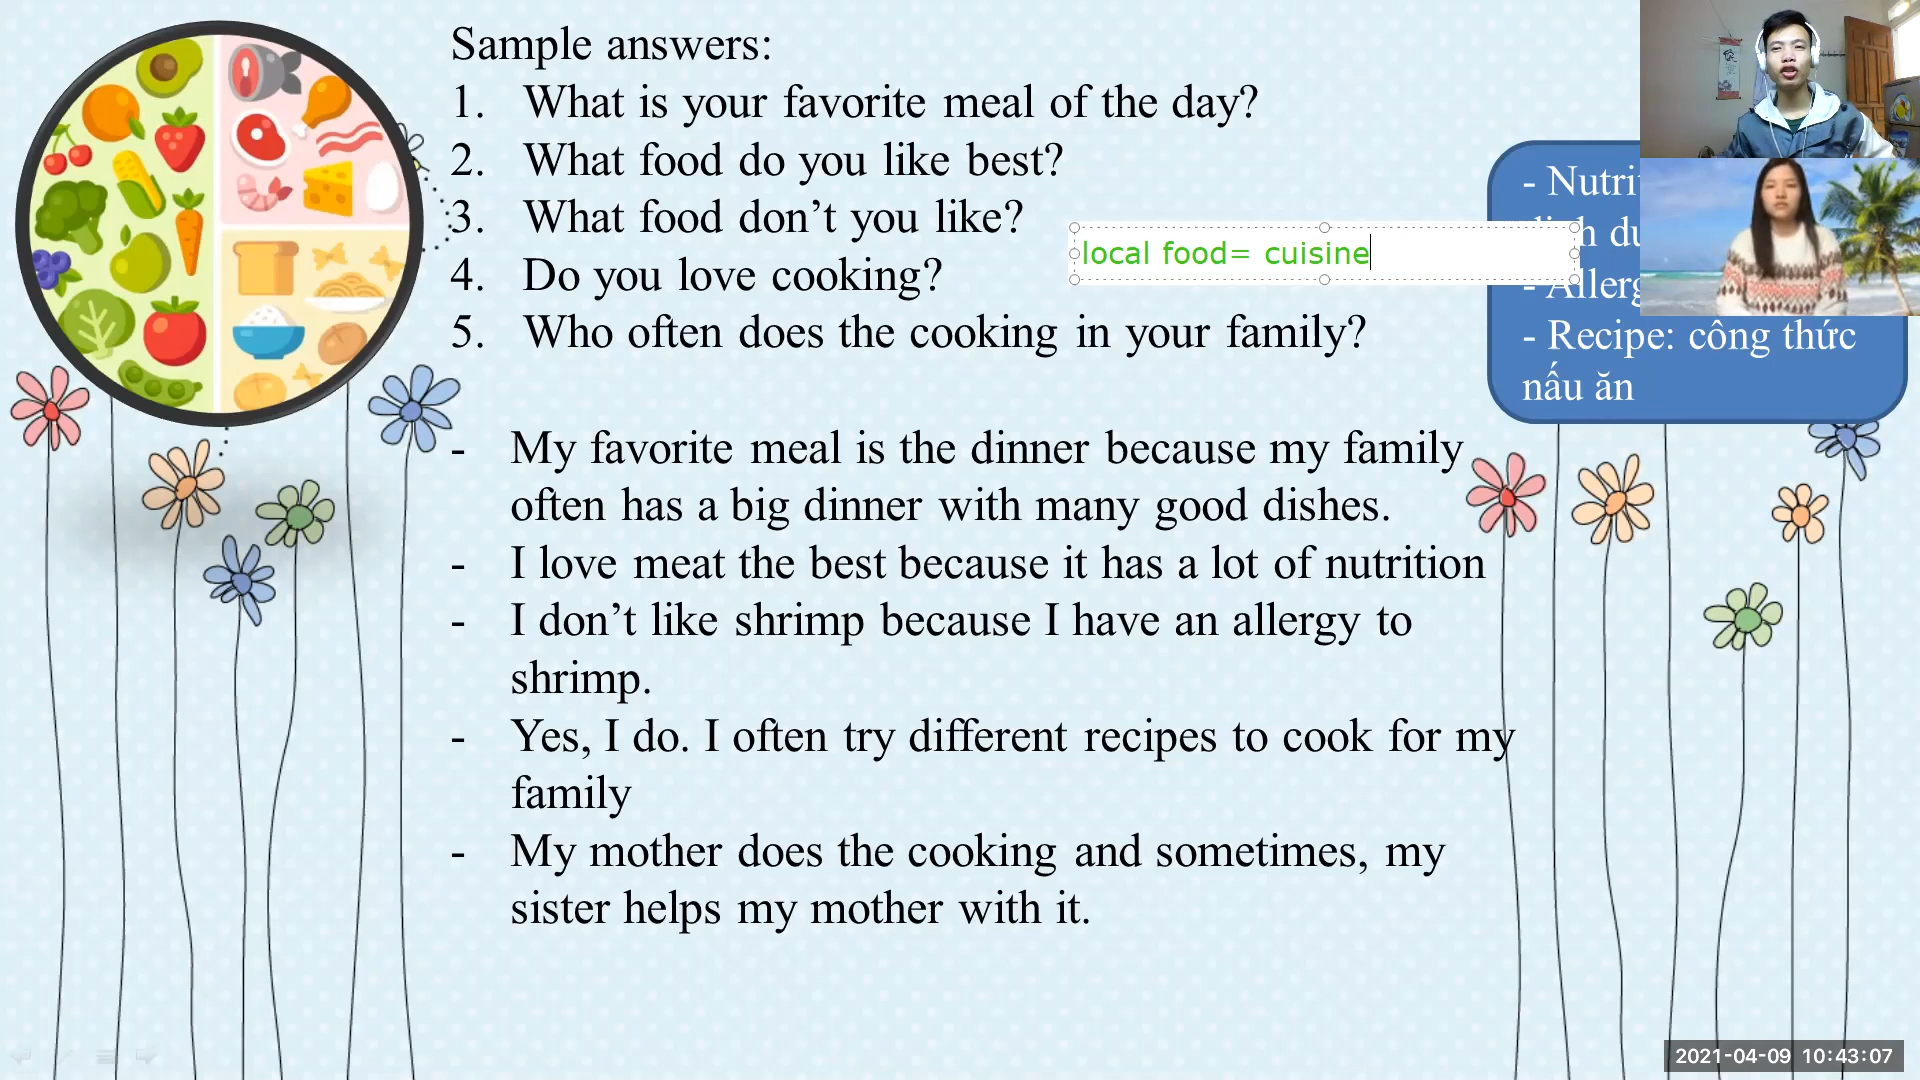 Sample answers:
1. What is your favorite meal of the day?
2. What food do you like best?
3. What food don’t you like?
4. Do you love cooking?
5. Who often does the cooking in your family?
local food= cuisine
- Recipe: công thức
nấu ăn
- My favorite meal is the dinner because my family
often has a big dinner with many good dishes.
- I love meat the best because it has a lot of nutrition
- I don’t like shrimp because I have an allergy to
shrimp.
- Yes, I do. I often try different recipes to cook for my
family
- My mother does the cooking and sometimes, my
sister helps my mother with it.
2021-04-09 10:43:07